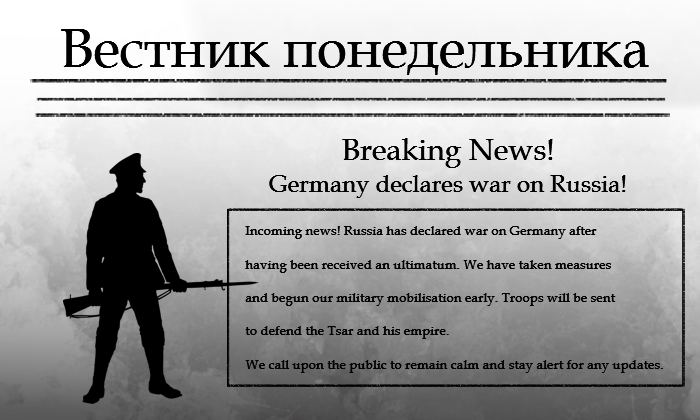 Вестник понедельника
Breaking News!
Germany declares war on Russia!
Incoming news! Russia has declared war on Germany after
having been received an ultimatum. We have taken measures
and begun our military mobilisation early. Troops will be sent
to defend the Tsar and his empire.
We call upon the public to remain calm and stay alert for any updates.